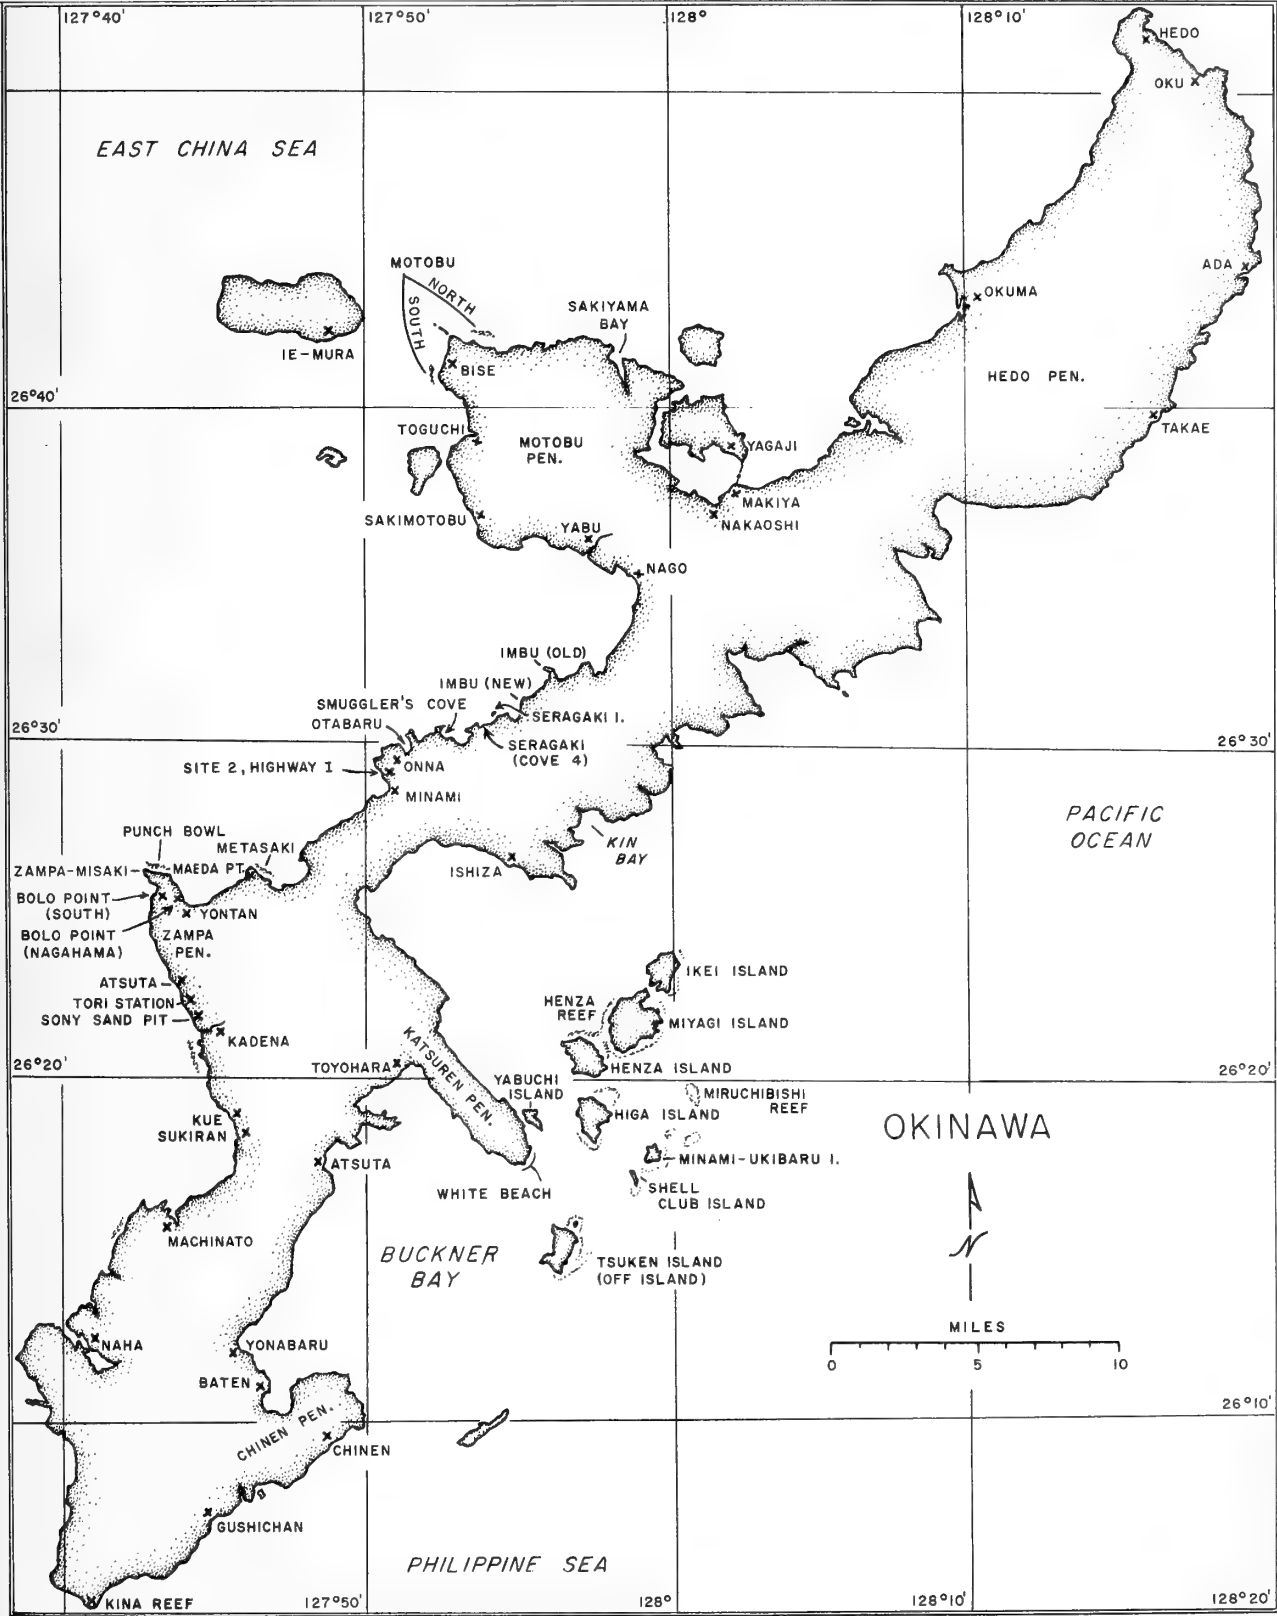 127°40'
127°50'
128°
128°10'
HEDO
OKU
EAST CHINA SEA
MOTOBU
NORTH
SOUTH
SAKIYAMA
BAY
ADA
OKUMA
IE-MURA
BISE
HEDO PEN.
26°40'
TOGUCHI
MOTOBU
PEN.
YAGAJI
TAKAE
MAKIYA
NAKAOSHI
SAKIMOTOBU
YABU
NAGO
IMBU (OLD)
IMBU (NEW)
SMUGGLER'S COVE
OTABARU
SERAGAKI I.
26°30'
26°30'
SERAGAKI
(COVE 4)
SITE 2, HIGHWAY I
ONNA
MINAMI
PACIFIC
OCEAN
PUNCH BOWL
METASAKI
KIN
BAY
ZAMPA-MISAKI
MAEDA PT.
ISHIZA
BOLO POINT
(SOUTH)
YONTAN
BOLO POINT
(NAGAHAMA)
ZAMPA
PEN.
IKEI ISLAND
ATSUTA
TORI STATION
SONY SAND PIT
HENZA
REEF
MIYAGI ISLAND
KADENA
KATSUREN PEN.
TOYOHARA
HENZA ISLAND
26°20'
26°20'
YABUCHI
ISLAND
MIRUCHIBISHI
REEF
HIGA ISLAND
KUE
SUKIRAN
OKINAWA
ATSUTA
MINAMI-UKIBARU I.
WHITE BEACH
SHELL
CLUB ISLAND
N
MACHINATO
BUCKNER
BAY
TSUKEN ISLAND
(OFF ISLAND)
MILES
0 5 10
NAHA
YONABARU
BATEN
26°10'
CHINEN PEN.
CHINEN
GUSHICHAN
PHILIPPINE SEA
KINA REEF
127°50'
128°
128°10'
128°20'